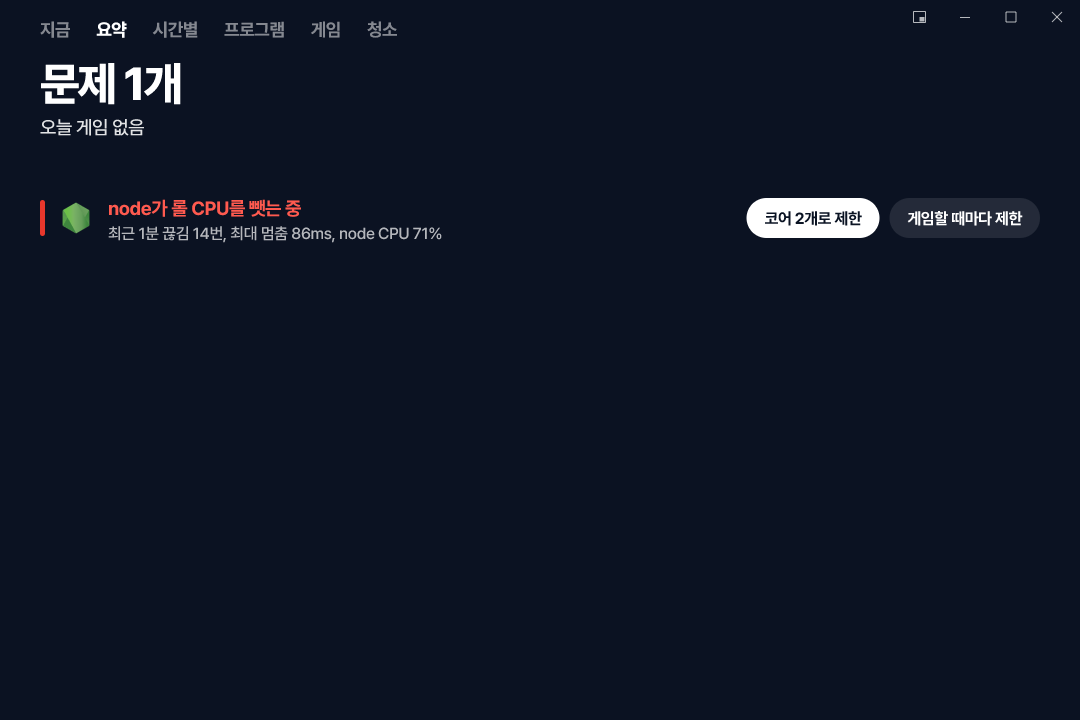 지금 요약 시간별 프로그램 게임 청소
문제 1개
오늘 게임 없음
node가 롤 CPU를 뺏는 중
최근 1분 끊김 14번, 최대 멈춤 86ms, node CPU 71%
코어 2개로 제한
게임할 때마다 제한